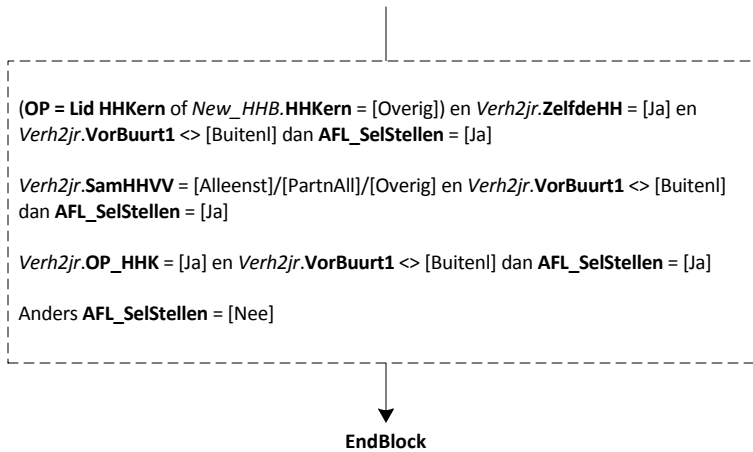 (OP = Lid HHKern of New_HHB.HHKern = [Overig]) en Verh2jr.ZelfdeHH = [Ja] en
Verh2jr.VorBuurt1 <> [Buitenl] dan AFL_SelStellen = [Ja]
Verh2jr.SamHHVV = [Alleenst]/[PartnAll]/[Overig] en Verh2jr.VorBuurt1 <> [Buitenl]
dan AFL_SelStellen = [Ja]
Verh2jr.OP_HHK = [Ja] en Verh2jr.VorBuurt1 <> [Buitenl] dan AFL_SelStellen = [Ja]
Anders AFL_SelStellen = [Nee]
EndBlock